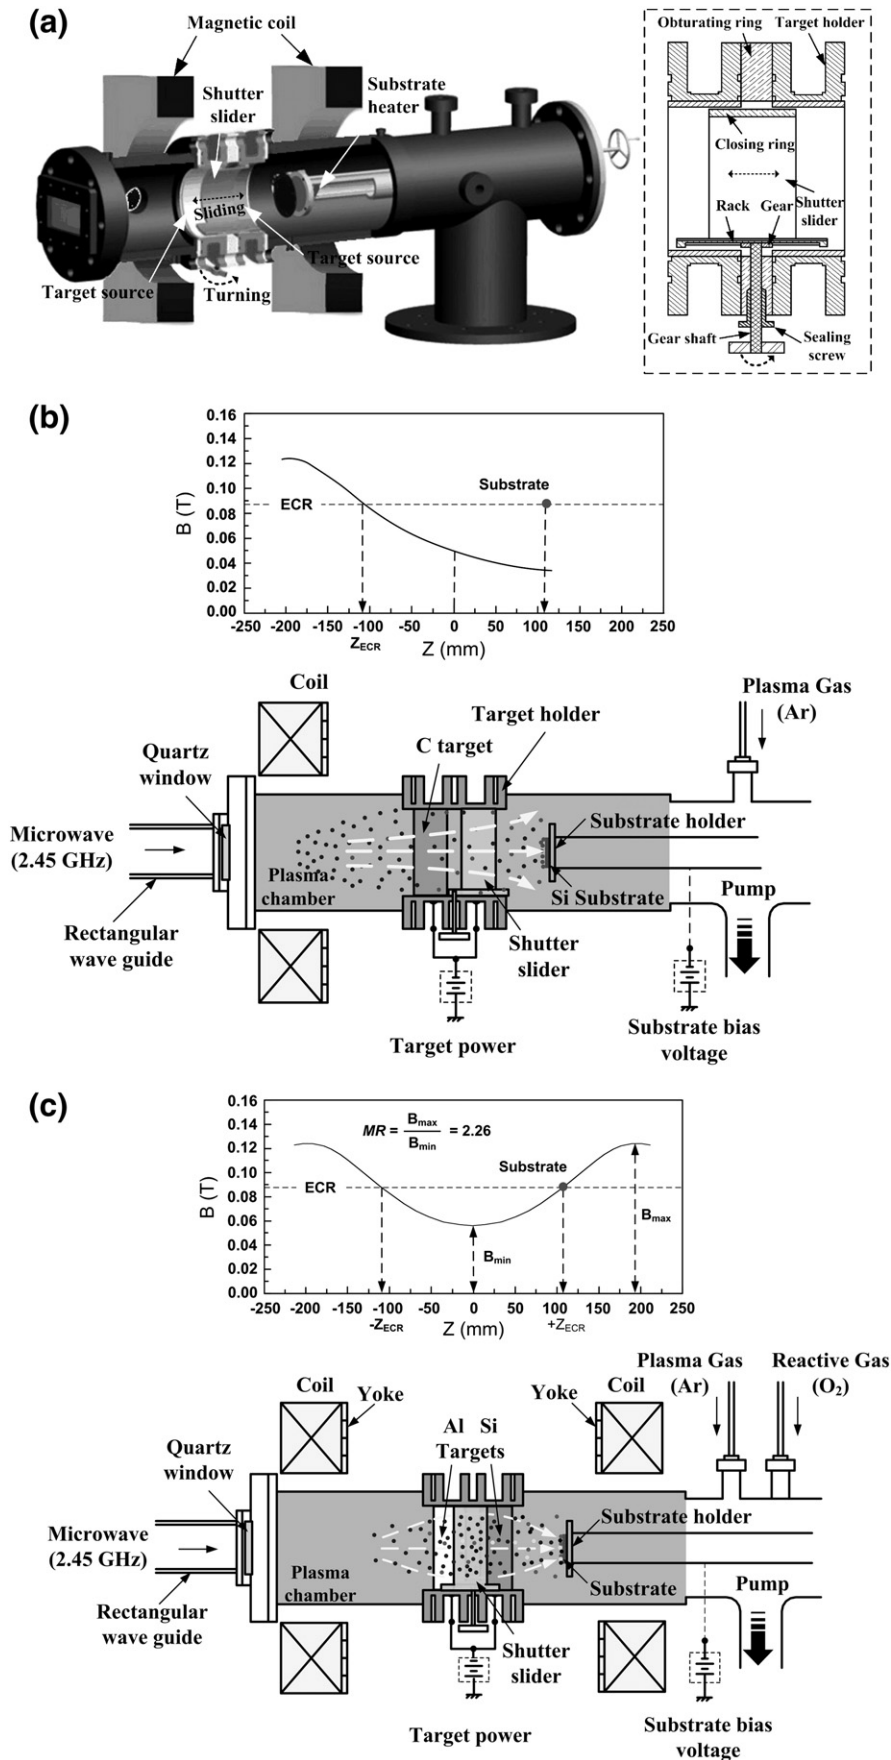 (a)
Magnetic coil
Shutter
slider
Substrate
heater
Sliding
Target source
Target source
Turning
Obturating ring
Target holder
Closing ring
Rack
Gear
Shutter
slider
Gear shaft
Sealing
screw
(b)
0.16
0.14
0.12
0.10
0.08
0.06
0.04
0.02
0.00
B (T)
ECR
Substrate
-250 -200 -150 -100 -50 0 50 100 150 200 250
ZECR
Z (mm)
Coil
Plasma Gas
(Ar)
Target holder
C target
Quartz
window
Microwave
(2.45 GHz)
Plasma
chamber
Substrate holder
Si Substrate
Rectangular
wave guide
Shutter
slider
Pump
Target power
Substrate bias
voltage
(c)
0.16
0.14
0.12
0.10
0.08
0.06
0.04
0.02
0.00
B (T)
MR = Bmax / Bmin = 2.26
ECR
Substrate
Bmax
Bmin
-250 -200 -150 -100 -50 0 50 100 150 200 250
-ZECR
Z (mm)
+ZECR
Plasma Gas
(Ar)
Reactive Gas
(O₂)
Coil
Yoke
Yoke
Coil
Al Si
Targets
Quartz
window
Microwave
(2.45 GHz)
Plasma
chamber
Substrate holder
Substrate
Rectangular
wave guide
Shutter
slider
Pump
Target power
Substrate bias
voltage